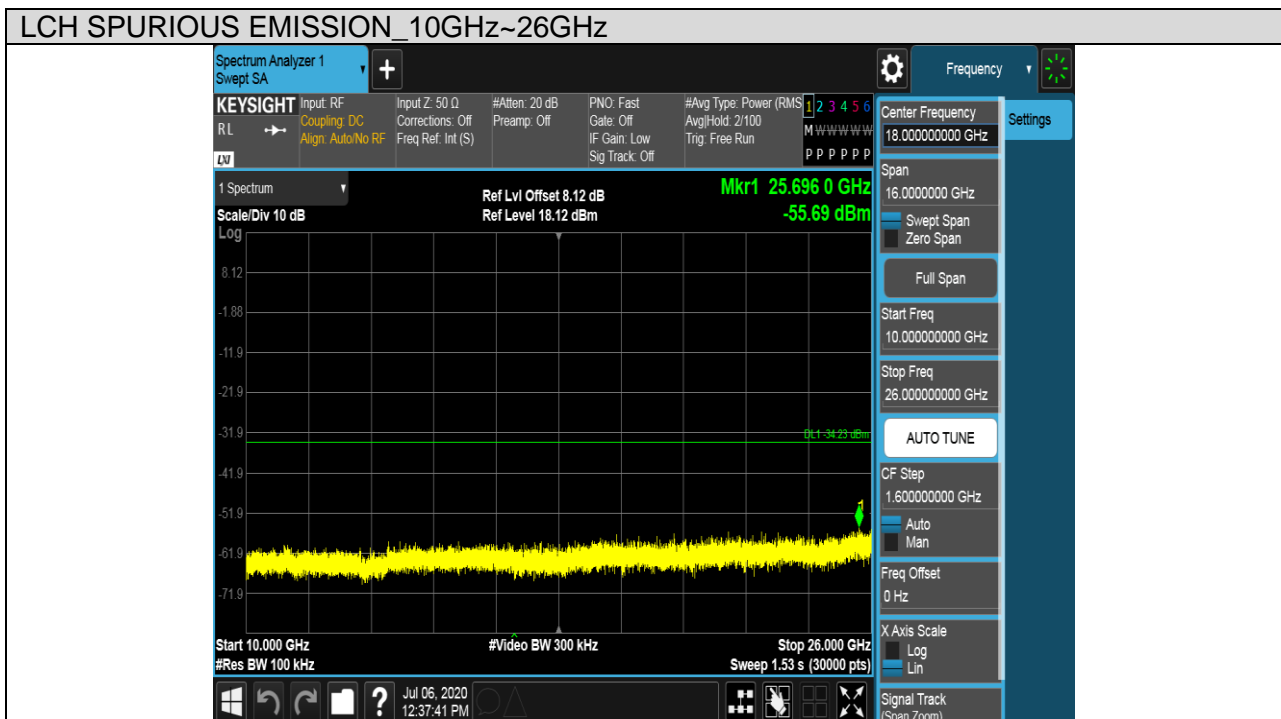 LCH SPURIOUS EMISSION_10GHz~26GHz
Spectrum Analyzer 1
Swept SA
Frequency
KEYSIGHT
RL
LXI
Input: RF
Coupling: DC
Align: Auto/No RF
Input Z: 50 Ω
Corrections: Off
Freq Ref: Int (S)
#Atten: 20 dB
Preamp: Off
PNO: Fast
Gate: Off
IF Gain: Low
Sig Track: Off
#Avg Type: Power (RMS
Avg|Hold: 2/100
Trig: Free Run
1 2 3 4 5 6
M W W W W W
P P P P P P
1 Spectrum
Scale/Div 10 dB
Log
Ref Lvl Offset 8.12 dB
Ref Level 18.12 dBm
Mkr1 25.696 0 GHz
-55.69 dBm
8.12
-1.88
-11.9
-21.9
-31.9
DL1 -34.23 dBm
-41.9
-51.9
1
-61.9
-71.9
Start 10.000 GHz
#Video BW 300 kHz
Stop 26.000 GHz
#Res BW 100 kHz
Sweep 1.53 s (30000 pts)
?
Jul 06, 2020
12:37:41 PM
Center Frequency
18.000000000 GHz
Settings
Span
16.0000000 GHz
Swept Span
Zero Span
Full Span
Start Freq
10.000000000 GHz
Stop Freq
26.000000000 GHz
AUTO TUNE
CF Step
1.600000000 GHz
Auto
Man
Freq Offset
0 Hz
X Axis Scale
Log
Lin
Signal Track
(Span Zoom)